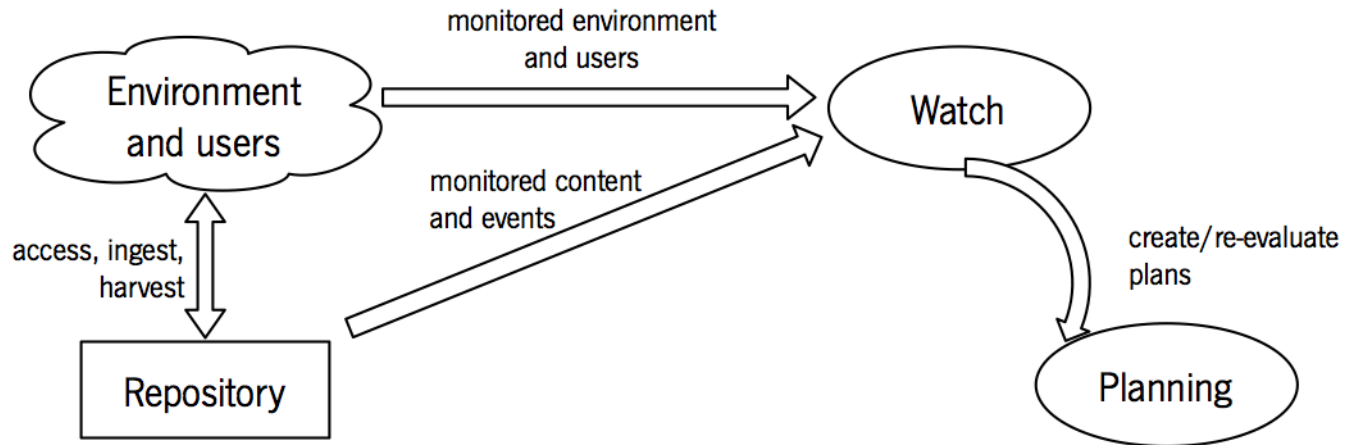 monitored environment
and users
Environment
and users
Watch
monitored content
and events
access, ingest,
harvest
create/re-evaluate
plans
Repository
Planning